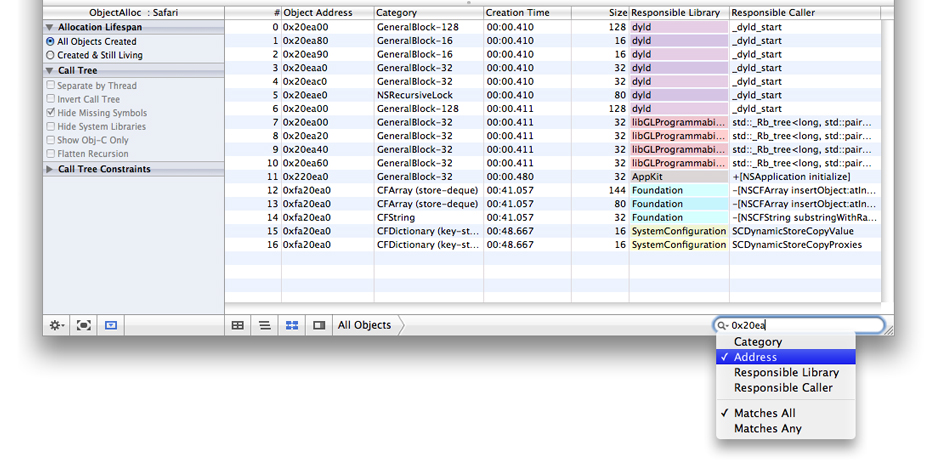 ObjectAlloc : Safari
Allocation Lifespan
All Objects Created
Created & Still Living
Call Tree
Separate by Thread
Invert Call Tree
Hide Missing Symbols
Hide System Libraries
Show Obj-C Only
Flatten Recursion
Call Tree Constraints
# Object Address Category Creation Time Size Responsible Library Responsible Caller
0 0x20ea00 GeneralBlock-128 00:00.410 128 dyld _dyld_start
1 0x20ea80 GeneralBlock-16 00:00.410 16 dyld _dyld_start
2 0x20ea90 GeneralBlock-16 00:00.410 16 dyld _dyld_start
3 0x20eaa0 GeneralBlock-32 00:00.410 32 dyld _dyld_start
4 0x20eac0 GeneralBlock-32 00:00.410 32 dyld _dyld_start
5 0x20eae0 NSRecursiveLock 00:00.410 80 dyld _dyld_start
6 0x20ea00 GeneralBlock-128 00:00.411 128 dyld _dyld_start
7 0x20ea00 GeneralBlock-32 00:00.411 32 libGLProgrammabi... std::_Rb_tree<long, std::pair...
8 0x20ea20 GeneralBlock-32 00:00.411 32 libGLProgrammabi... std::_Rb_tree<long, std::pair...
9 0x20ea40 GeneralBlock-32 00:00.411 32 libGLProgrammabi... std::_Rb_tree<long, std::pair...
10 0x20ea60 GeneralBlock-32 00:00.411 32 libGLProgrammabi... std::_Rb_tree<long, std::pair...
11 0x220ea0 GeneralBlock-32 00:00.480 32 AppKit +[NSApplication initialize]
12 0xfa20ea0 CFArray (store-deque) 00:41.057 144 Foundation -[NSCFArray insertObject:atIn...
13 0xfa20ea0 CFArray (store-deque) 00:41.057 80 Foundation -[NSCFArray insertObject:atIn...
14 0xfa20ea0 CFString 00:41.057 32 Foundation -[NSCFString substringWithRa...
15 0xfa20ea0 CFDictionary (key-st... 00:48.667 16 SystemConfiguration SCDynamicStoreCopyValue
16 0xfa20ea0 CFDictionary (key-st... 00:48.667 16 SystemConfiguration SCDynamicStoreCopyProxies
All Objects
0x20ea
Category
✓ Address
Responsible Library
Responsible Caller
✓ Matches All
Matches Any